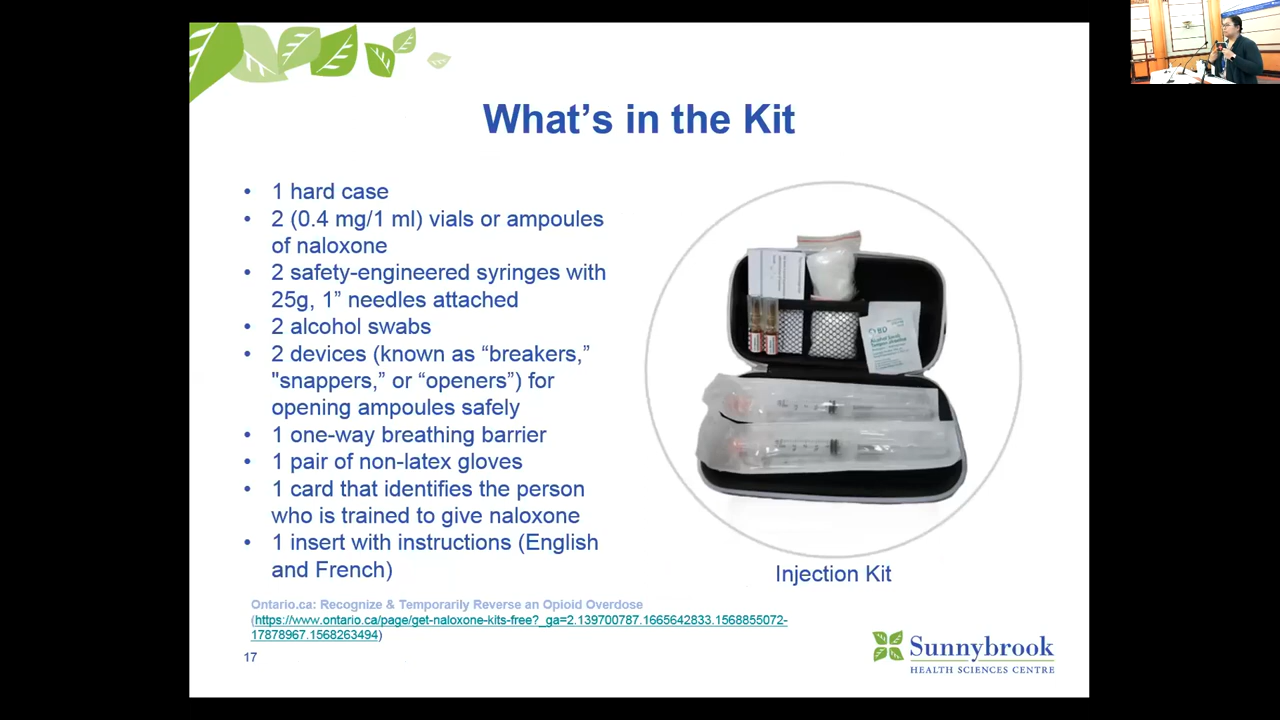 What's in the Kit
• 1 hard case
• 2 (0.4 mg/1 ml) vials or ampoules
of naloxone
• 2 safety-engineered syringes with
25g, 1” needles attached
• 2 alcohol swabs
• 2 devices (known as “breakers,”
"snappers,” or “openers”) for
opening ampoules safely
• 1 one-way breathing barrier
• 1 pair of non-latex gloves
• 1 card that identifies the person
who is trained to give naloxone
• 1 insert with instructions (English
and French)
BD
Injection Kit
Ontario.ca: Recognize & Temporarily Reverse an Opioid Overdose
(https://www.ontario.ca/page/get-naloxone-kits-free?_ga=2.139700787.1665642833.1568855072-
17878967.1568263494)
17
Sunnybrook
HEALTH SCIENCES CENTRE